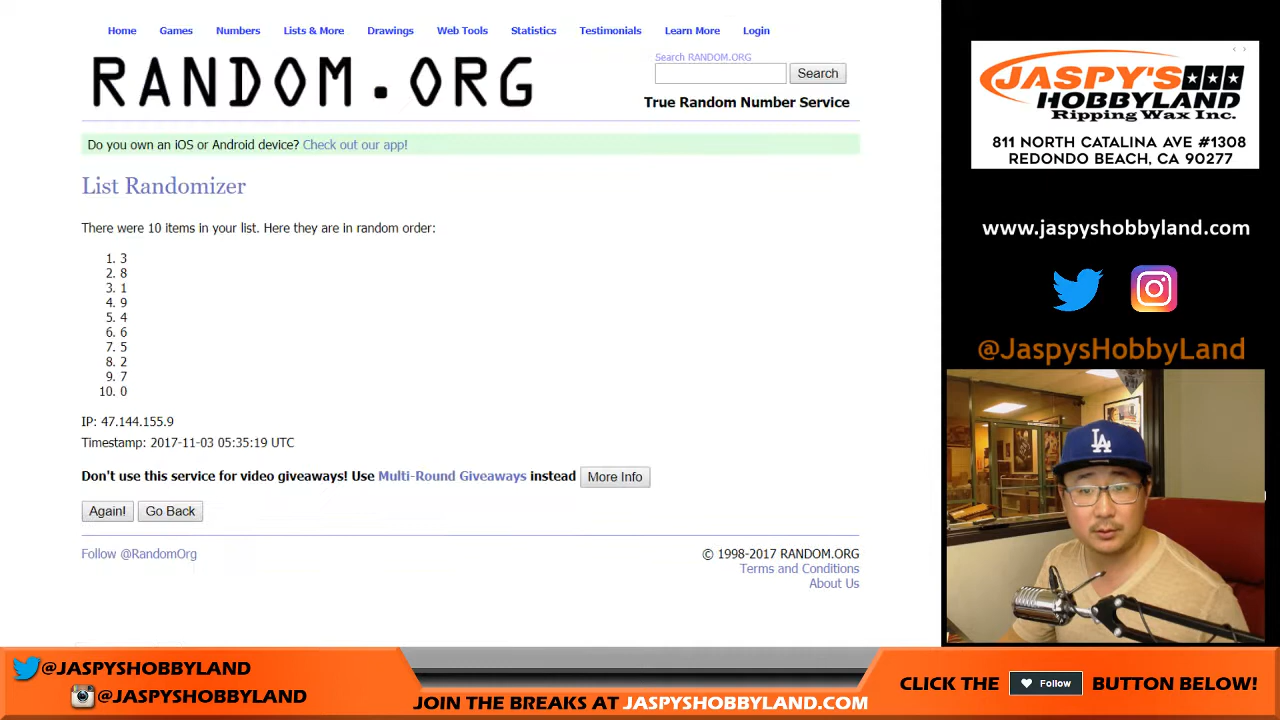 Home Games Numbers Lists & More Drawings Web Tools Statistics Testimonials Learn More Login
RANDOM.ORG
Search RANDOM.ORG
Search
True Random Number Service
Do you own an iOS or Android device? Check out our app!
List Randomizer
There were 10 items in your list. Here they are in random order:
1. 3
2. 8
3. 1
4. 9
5. 4
6. 6
7. 5
8. 2
9. 7
10. 0
IP: 47.144.155.9
Timestamp: 2017-11-03 05:35:19 UTC
Don't use this service for video giveaways! Use Multi-Round Giveaways instead More Info
Again! Go Back
Follow @RandomOrg
© 1998-2017 RANDOM.ORG
Terms and Conditions
About Us
JASPY'S
HOBBYLAND
Ripping Wax Inc.
811 NORTH CATALINA AVE #1308
REDONDO BEACH, CA 90277
www.jaspyshobbyland.com
@JaspysHobbyLand
LA
@JASPYSHOBBYLAND
@JASPYSHOBBYLAND
JOIN THE BREAKS AT JASPYSHOBBYLAND.COM
CLICK THE Follow BUTTON BELOW!